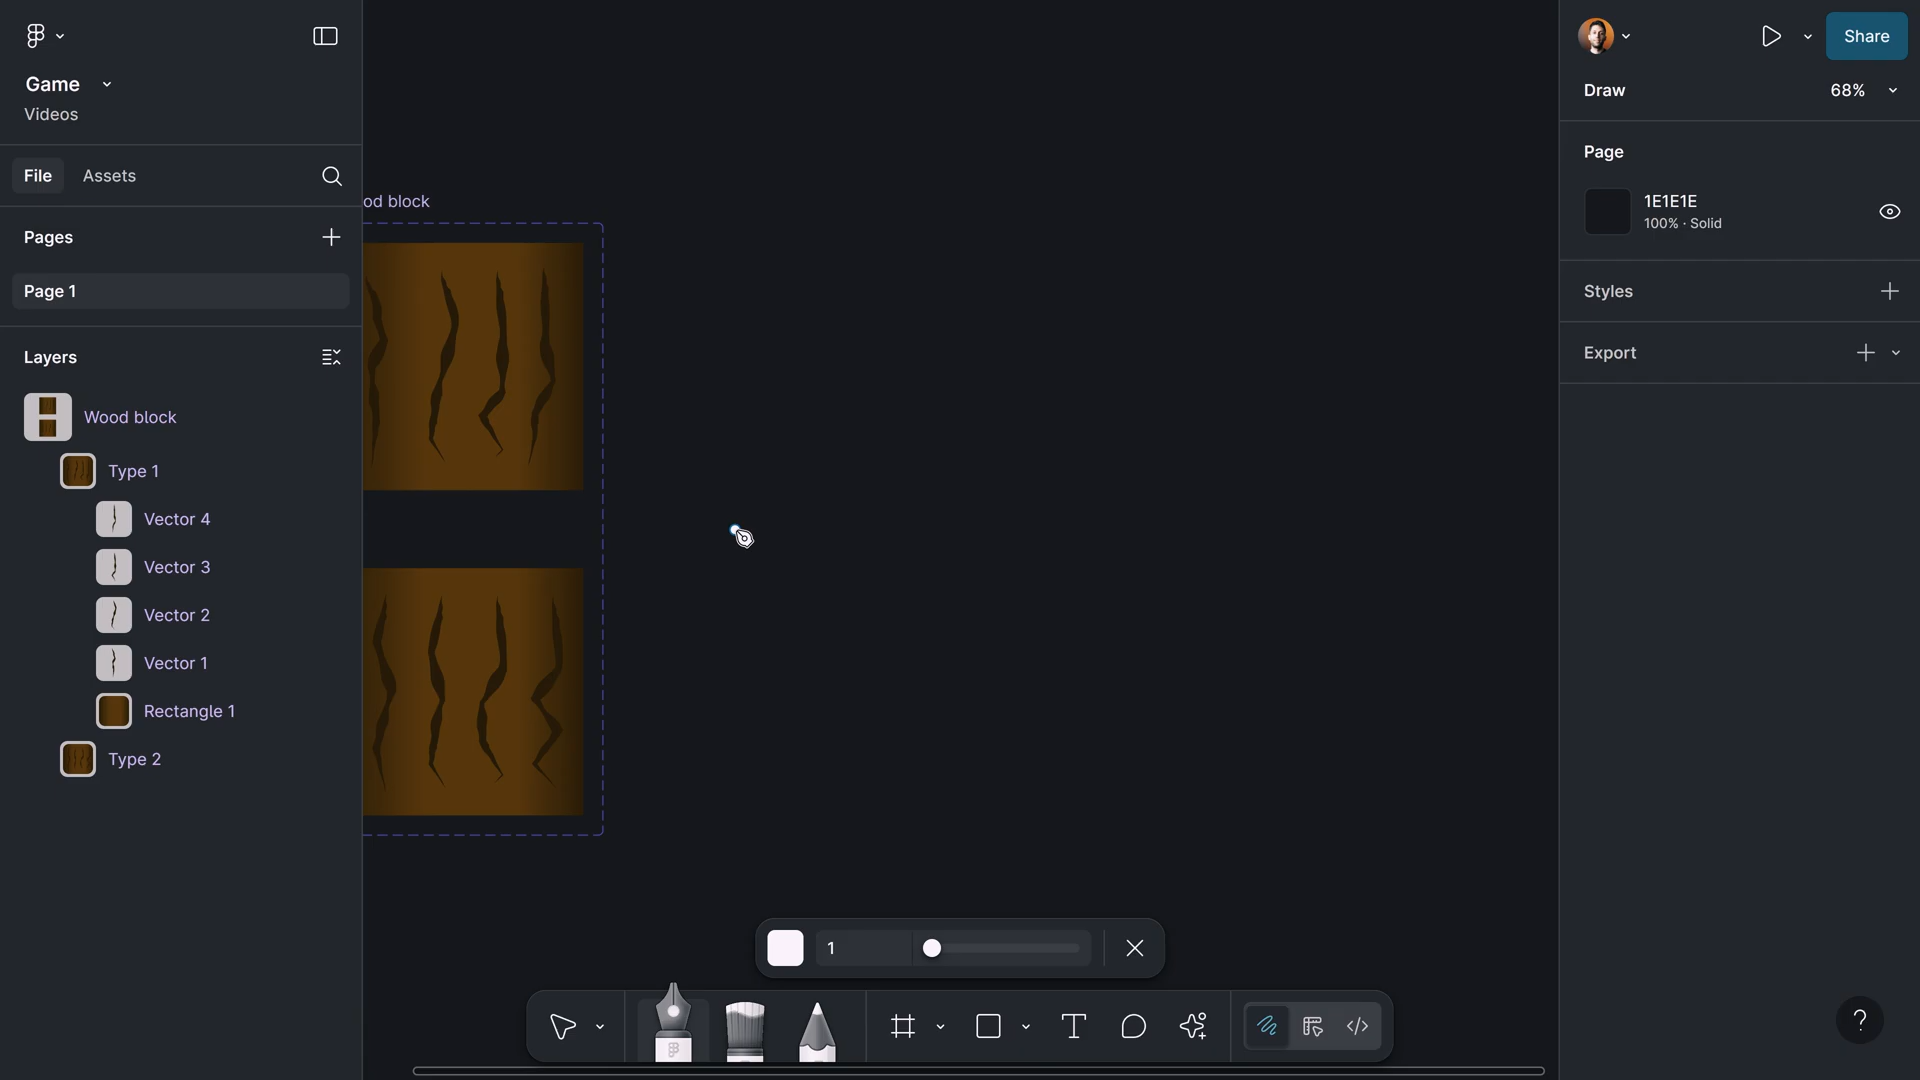 Game
Videos
File
Assets
Pages
Page 1
Layers
Wood block
Type 1
Vector 4
Vector 3
Vector 2
Vector 1
Rectangle 1
Type 2
od block
1
Share
Draw
68%
Page
1E1E1E
100% · Solid
Styles
Export
?